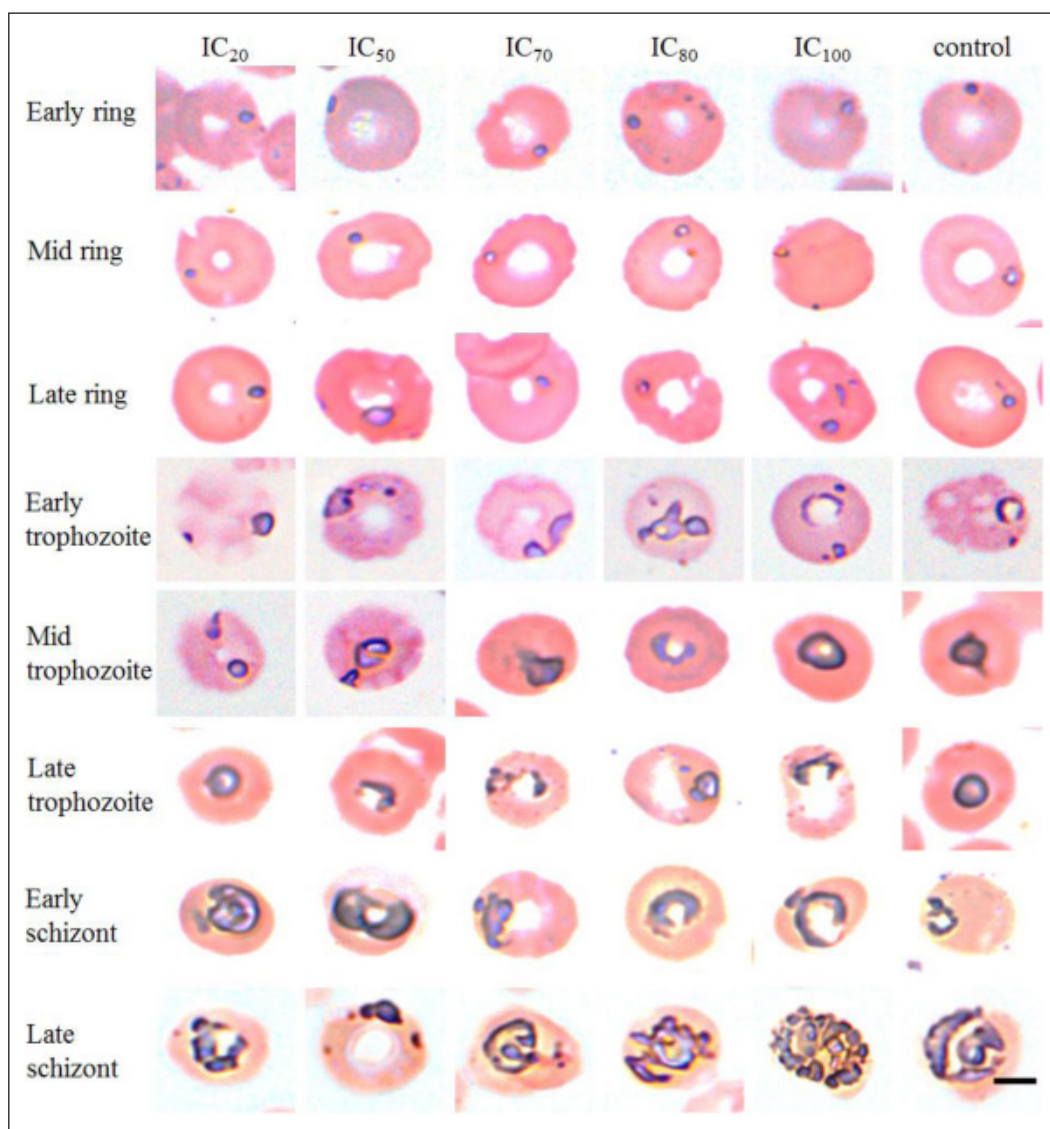 IC20 IC50 IC70 IC80 IC100 control
Early ring
Mid ring
Late ring
Early
trophozoite
Mid
trophozoite
Late
trophozoite
Early
schizont
Late
schizont